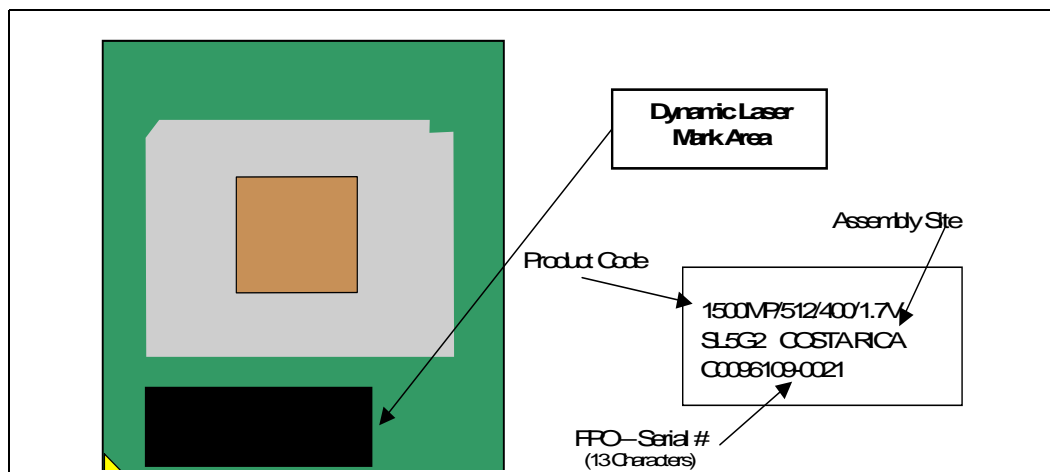 Dynamic Laser
Mark Area
Assembly Site
Product Code
1500MP/512/400/1.7V
SL5G2 COSTA RICA
C0096109-0021
FPO – Serial #
(13 Characters)